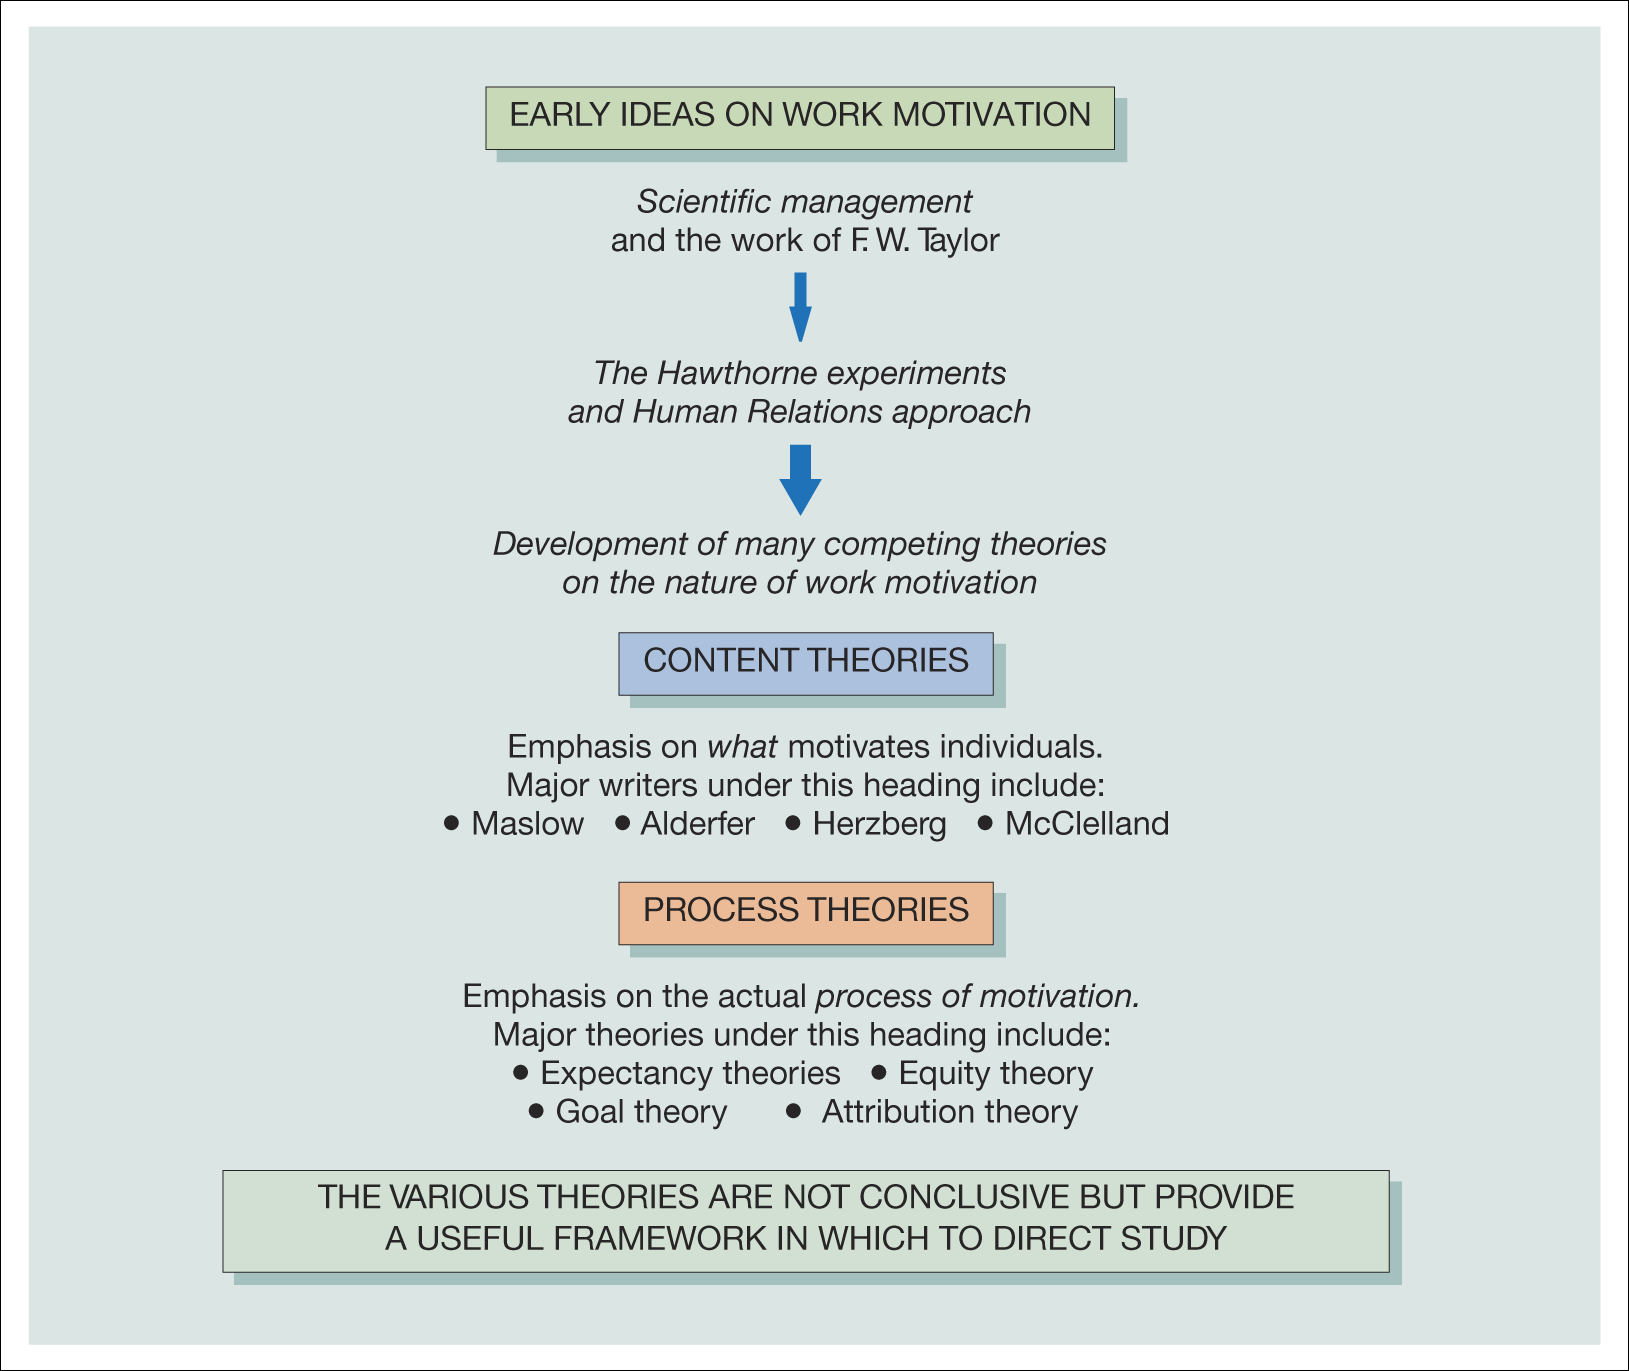 EARLY IDEAS ON WORK MOTIVATION
Scientific management
and the work of F. W. Taylor
The Hawthorne experiments
and Human Relations approach
Development of many competing theories
on the nature of work motivation
CONTENT THEORIES
Emphasis on what motivates individuals.
Major writers under this heading include:
● Maslow ● Alderfer ● Herzberg ● McClelland
PROCESS THEORIES
Emphasis on the actual process of motivation.
Major theories under this heading include:
● Expectancy theories ● Equity theory
● Goal theory ● Attribution theory
THE VARIOUS THEORIES ARE NOT CONCLUSIVE BUT PROVIDE
A USEFUL FRAMEWORK IN WHICH TO DIRECT STUDY